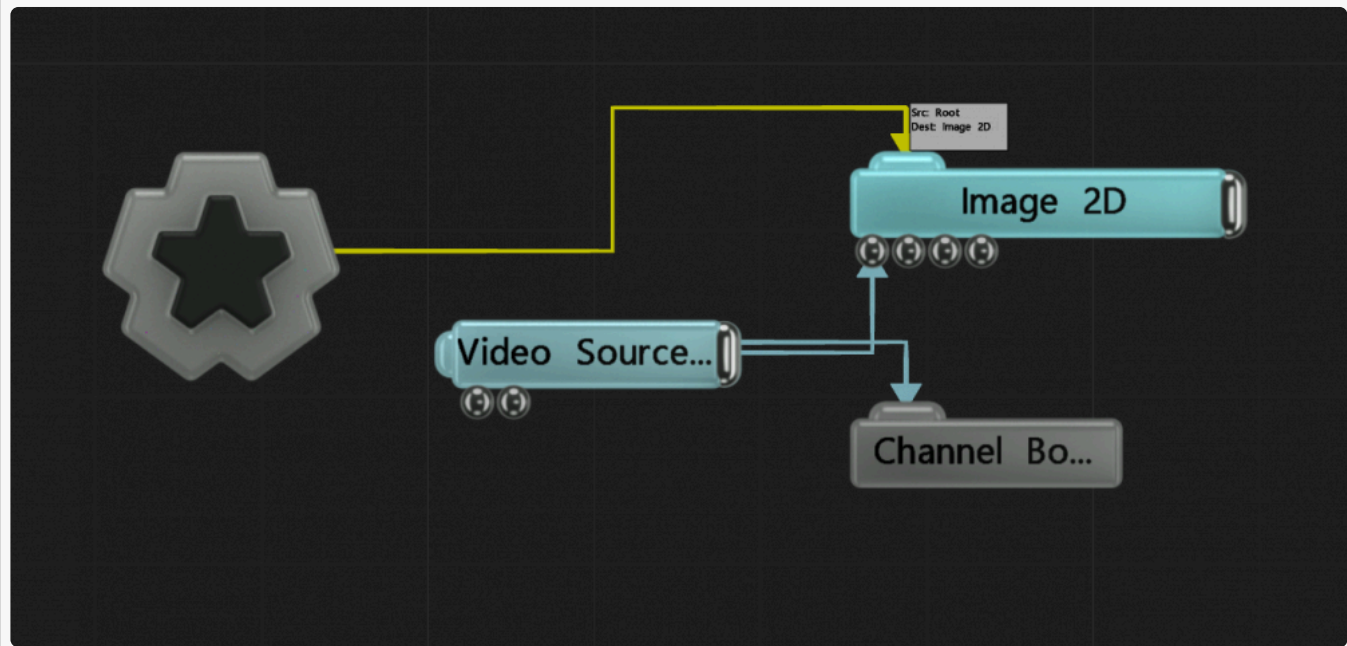 Src: Root
Dest: Image 2D
Image 2D
Video Source...
Channel Bo...